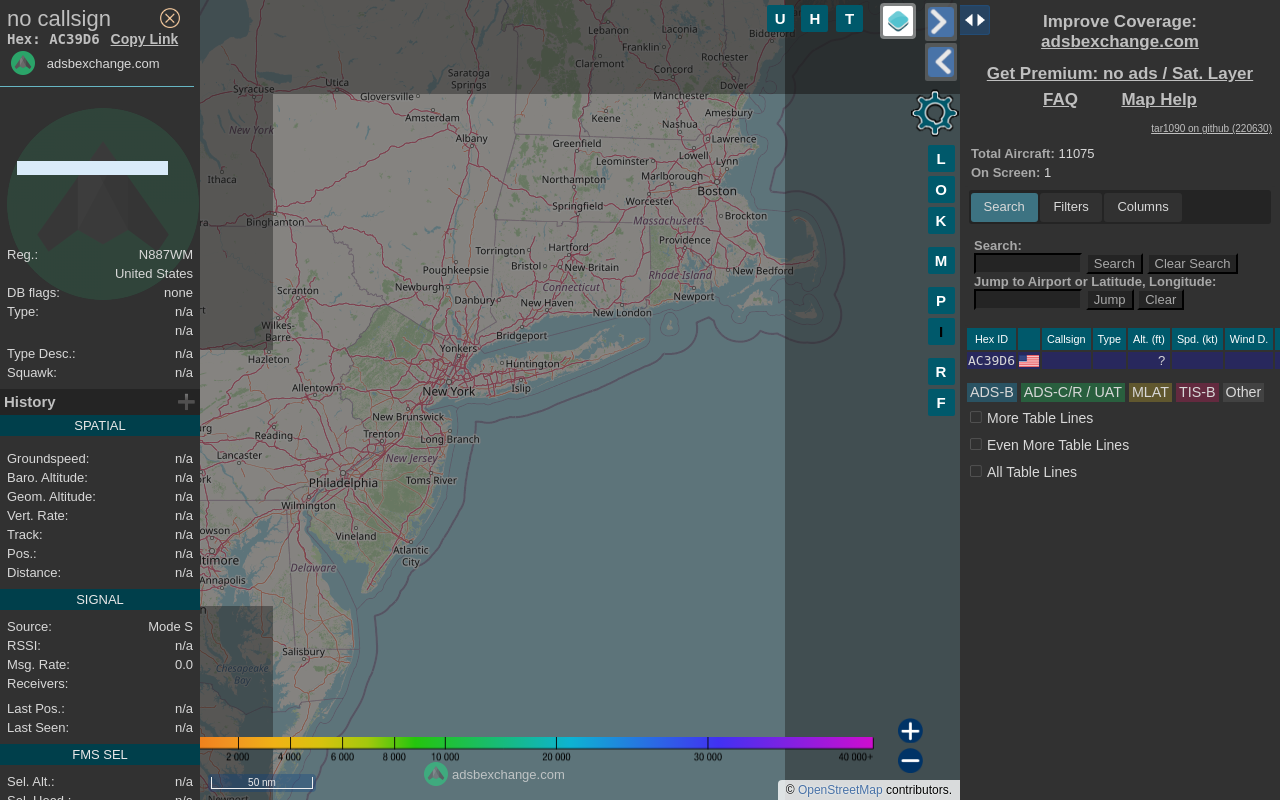 no callsign
Hex: AC39D6 Copy Link
adsbexchange.com
Reg.: N887WM
United States
DB flags: none
Type: n/a
n/a
Type Desc.: n/a
Squawk: n/a
History
SPATIAL
Groundspeed: n/a
Baro. Altitude: n/a
Geom. Altitude: n/a
Vert. Rate: n/a
Track: n/a
Pos.: n/a
Distance: n/a
SIGNAL
Source: Mode S
RSSI: n/a
Msg. Rate: 0.0
Receivers:
Last Pos.: n/a
Last Seen: n/a
FMS SEL
Sel. Alt.: n/a
Sel. Head.: n/a
U H T
L
O
K
M
P
I
R
F
Lebanon
Laconia
Franklin
Rochester
Claremont
Concord
Dover
Utica
Saratoga
Springs
Syracuse
Gloversville
Manchester
Amesbury
Amsterdam
Keene
Nashua
New York
Albany
Greenfield
Lawrence
Leominster
Lowell
Lynn
Ithaca
Northampton
Marlborough
Boston
Springfield
Worcester
Binghamton
Massachusetts
Brockton
Torrington
Hartford
Providence
Poughkeepsie
Bristol
New Britain
New Bedford
Rhode Island
Scranton
Newburgh
Connecticut
Danbury
New Haven
Newport
New London
Wilkes-
Barre
Bridgeport
Hazleton
Yonkers
Huntington
Allentown
New York
Islip
New Brunswick
Reading
Trenton
Long Branch
Lancaster
New Jersey
Philadelphia
Toms River
Wilmington
Vineland
Atlantic
City
Delaware
Annapolis
Salisbury
Chesapeake
Bay
Newport
2 000 4 000 6 000 8 000 10 000 20 000 30 000 40 000+
50 nm
adsbexchange.com
© OpenStreetMap contributors.
Improve Coverage:
adsbexchange.com
Get Premium: no ads / Sat. Layer
FAQ Map Help
tar1090 on github (220630)
Total Aircraft: 11075
On Screen: 1
Search Filters Columns
Search:
Search Clear Search
Jump to Airport or Latitude, Longitude:
Jump Clear
Hex ID Callsign Type Alt. (ft) Spd. (kt) Wind D.
AC39D6 ?
ADS-B ADS-C/R / UAT MLAT TIS-B Other
More Table Lines
Even More Table Lines
All Table Lines